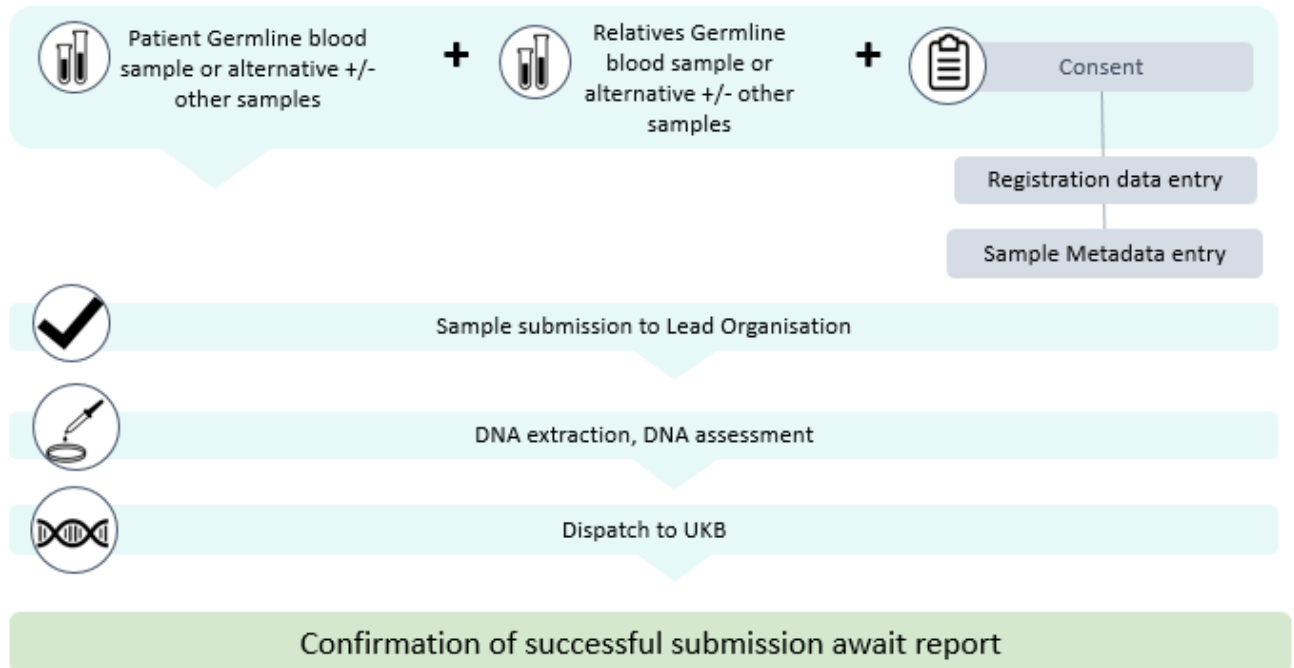 Patient Germline blood
sample or alternative +/-
other samples
+
Relatives Germline
blood sample or
alternative +/- other
samples
+
Consent
Registration data entry
Sample Metadata entry
Sample submission to Lead Organisation
DNA extraction, DNA assessment
Dispatch to UKB
Confirmation of successful submission await report